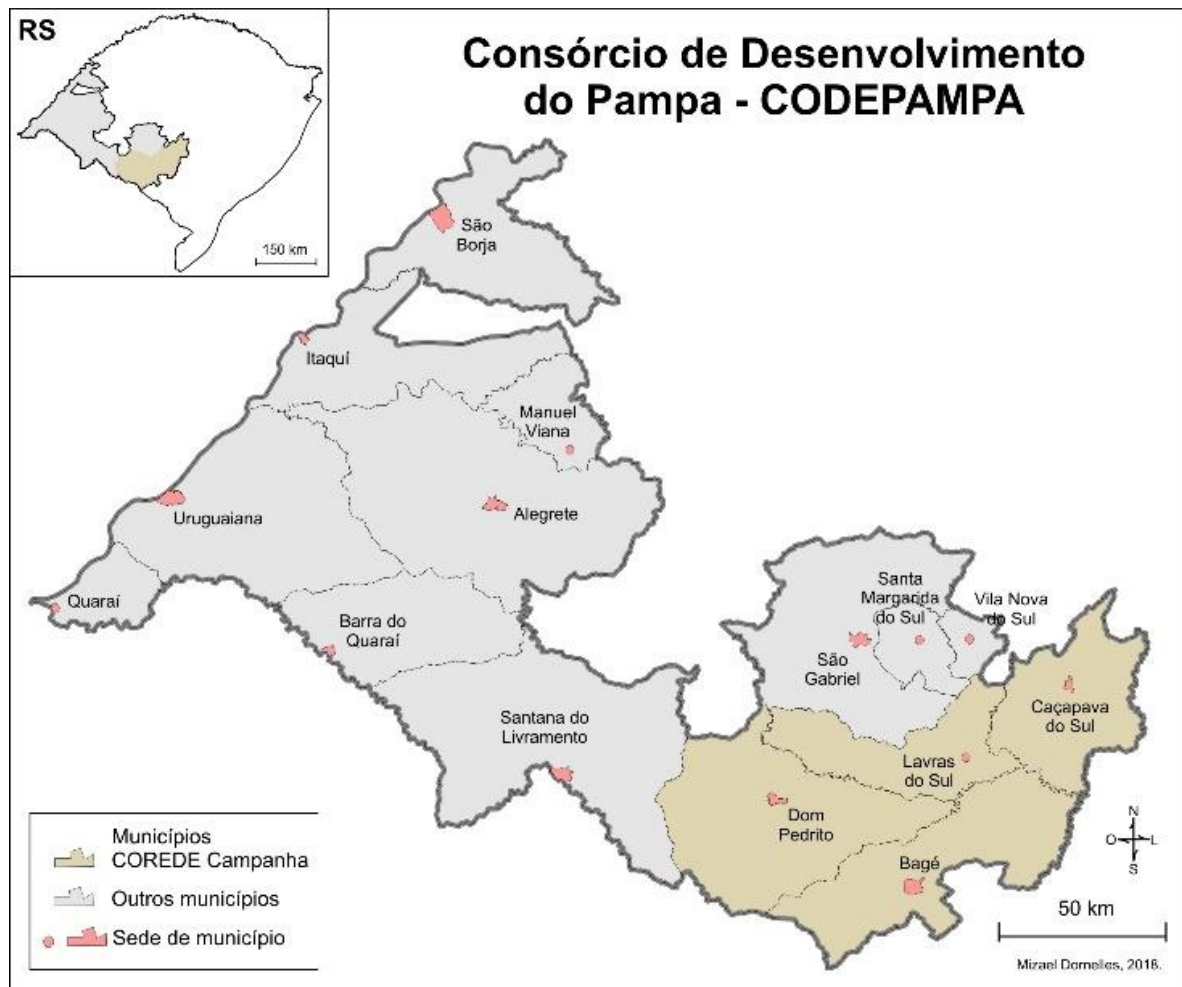 RS
150 km
Consórcio de Desenvolvimento
do Pampa - CODEPAMPA
São
Borja
Itaquí
Manuel
Viana
Uruguaiana
Alegrete
Quaraí
Barra do
Quaraí
Santana do
Livramento
Santa
Margarida
do Sul
Vila Nova
do Sul
São
Gabriel
Caçapava
do Sul
Lavras
do Sul
Dom
Pedrito
Bagé
Municípios
COREDE Campanha
Outros municípios
Sede de município
N
O
L
S
50 km
Mizael Dornelles, 2018.